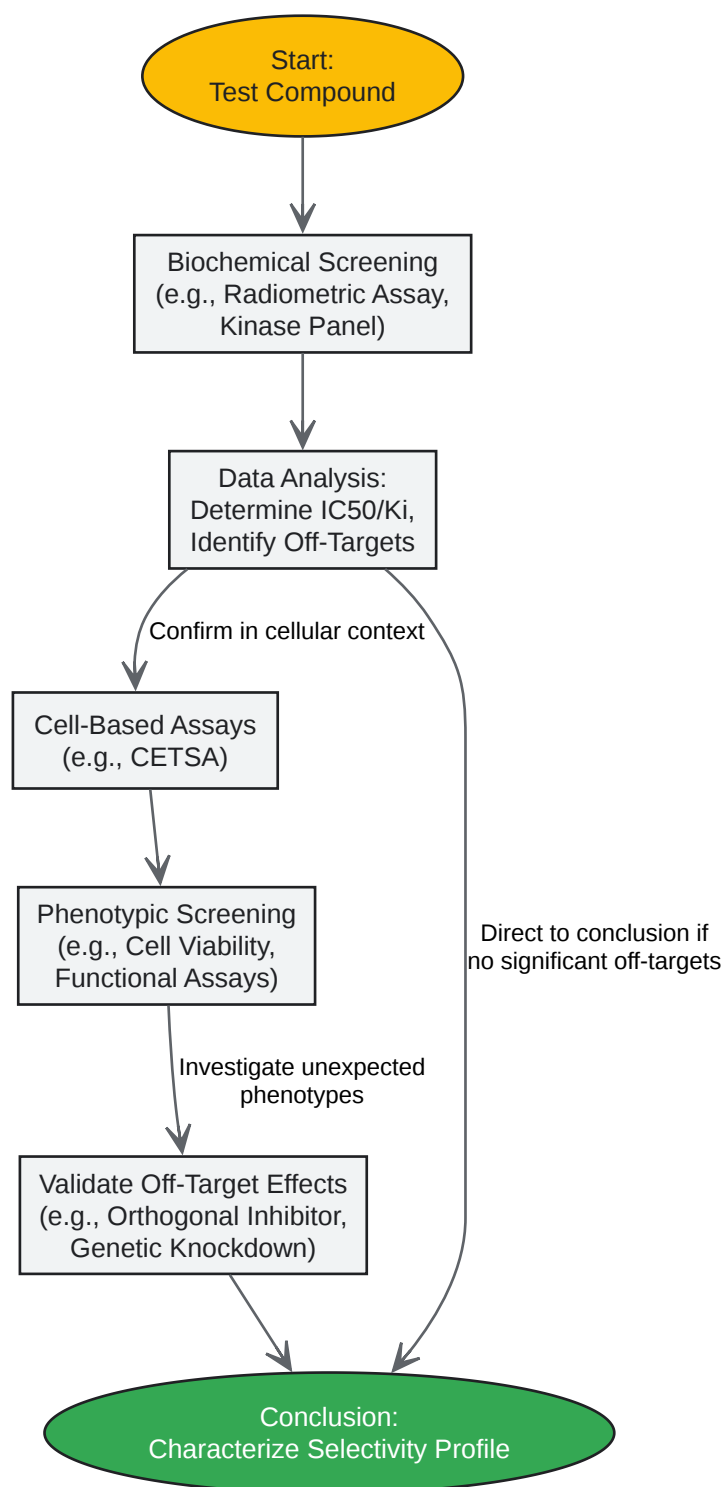 Start:
Test Compound
Biochemical Screening
(e.g., Radiometric Assay,
Kinase Panel)
Data Analysis:
Determine IC50/Ki,
Identify Off-Targets
Confirm in cellular context
Cell-Based Assays
(e.g., CETSA)
Phenotypic Screening
(e.g., Cell Viability,
Functional Assays)
Direct to conclusion if
no significant off-targets
Investigate unexpected
phenotypes
Validate Off-Target Effects
(e.g., Orthogonal Inhibitor,
Genetic Knockdown)
Conclusion:
Characterize Selectivity Profile